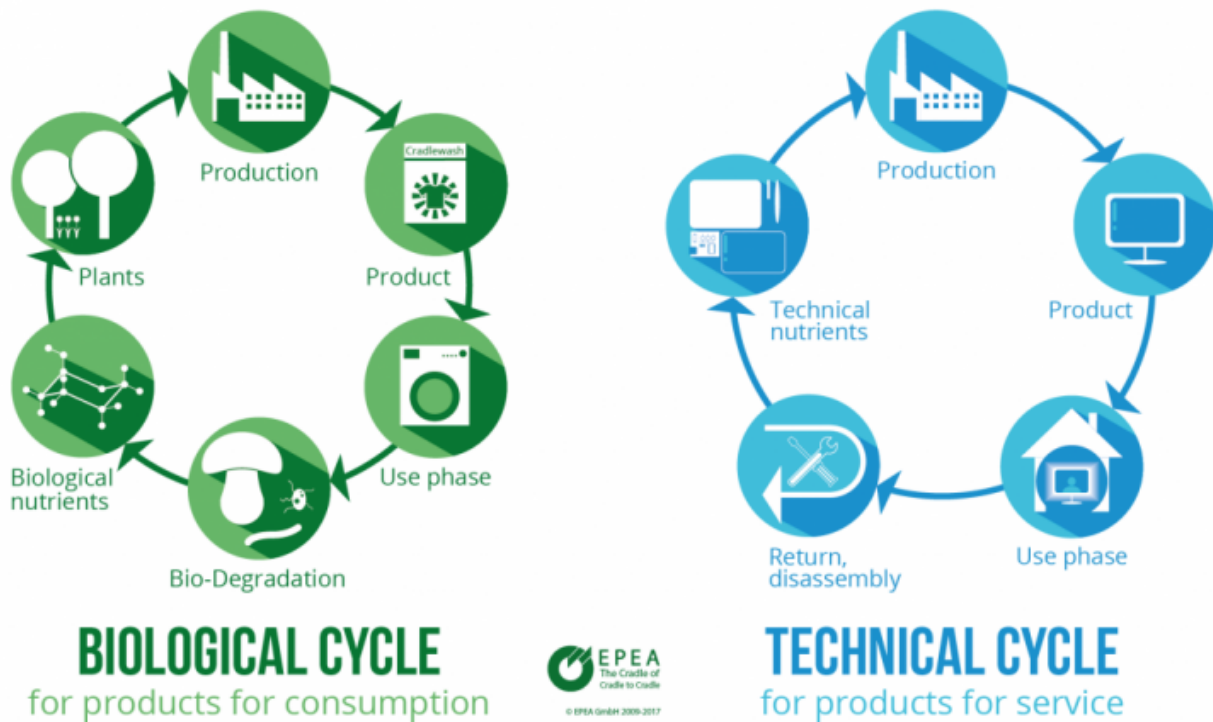 Production
Cradlewash
Product
Plants
Use phase
Biological
nutrients
Bio-Degradation
BIOLOGICAL CYCLE
for products for consumption
Production
Product
Technical
nutrients
Use phase
Return,
disassembly
TECHNICAL CYCLE
for products for service
EPEA
The Cradle of
Cradle to Cradle
© EPEA GmbH 2009-2017